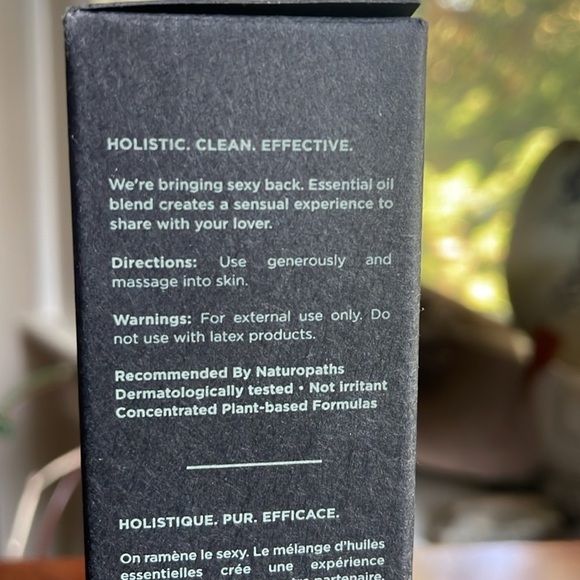 HOLISTIC. CLEAN. EFFECTIVE.
We're bringing sexy back. Essential oil
blend creates a sensual experience to
share with your lover.
Directions: Use generously and
massage into skin.
Warnings: For external use only. Do
not use with latex products.
Recommended By Naturopaths
Dermatologically tested • Not irritant
Concentrated Plant-based Formulas
HOLISTIQUE. PUR. EFFICACE.
On ramène le sexy. Le mélange d'huiles
essentielles crée une expérience
partenaire.